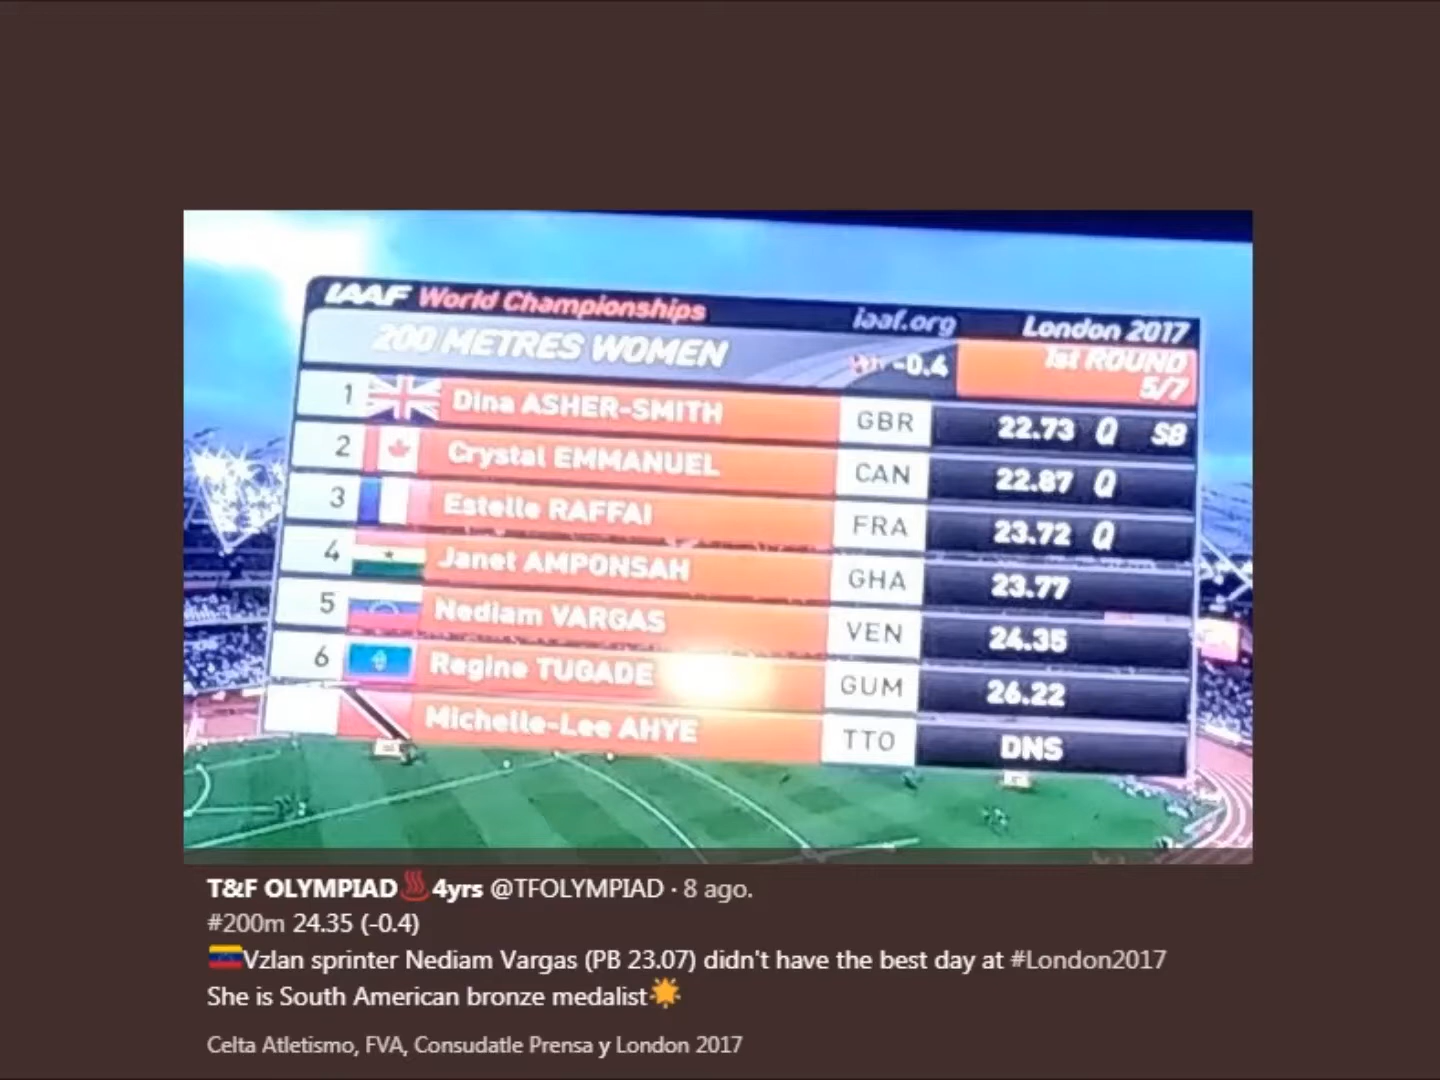 IAAF World Championships iaaf.org London 2017
200 METRES WOMEN -0.4 1st ROUND
5/7
1 Dina ASHER-SMITH GBR 22.73 Q SB
2 Crystal EMMANUEL CAN 22.87 Q
3 Estelle RAFFAI FRA 23.72 Q
4 Janet AMPONSAH GHA 23.77
5 Nediam VARGAS VEN 24.35
6 Regine TUGADE GUM 26.22
Michelle-Lee AHYE TTO DNS
T&F OLYMPIAD♨4yrs @TFOLYMPIAD · 8 ago.
#200m 24.35 (-0.4)
🇻🇪Vzlan sprinter Nediam Vargas (PB 23.07) didn't have the best day at #London2017
She is South American bronze medalist🌟
Celta Atletismo, FVA, Consudatle Prensa y London 2017